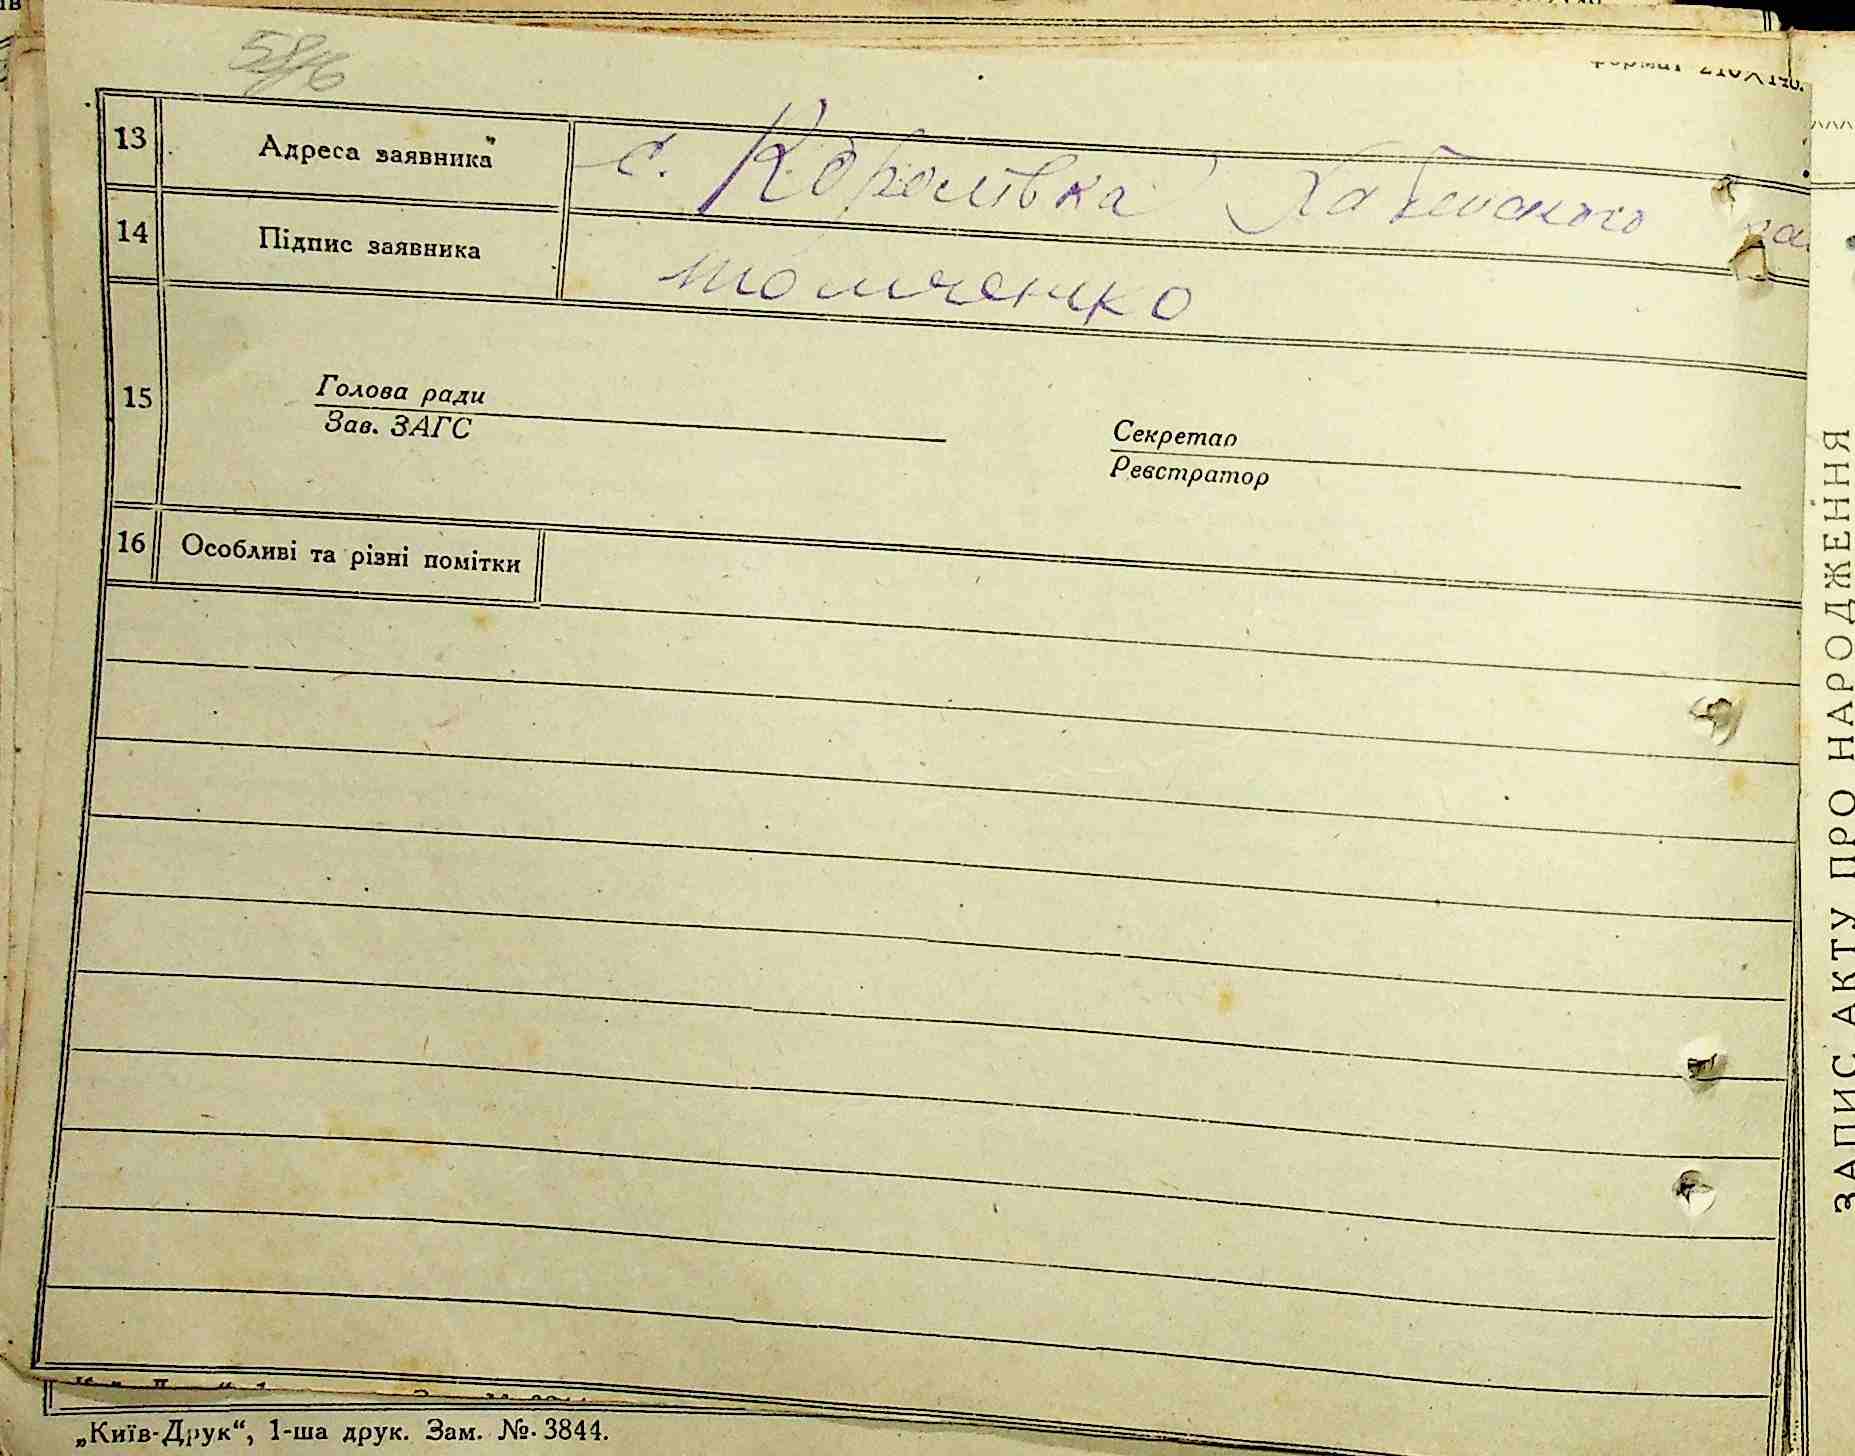 58/6
13 Адреса заявника с. Королівка Хабенського ра
14 Підпис заявника Томченко
15 Голова ради
Зав. ЗАГС
Секретар
Реєстратор
16 Особливі та різні помітки
„Київ-Друк“, 1-ша друк. Зам. №. 3844.
ЗАПИС АКТУ ПРО НАРОДЖЕННЯ